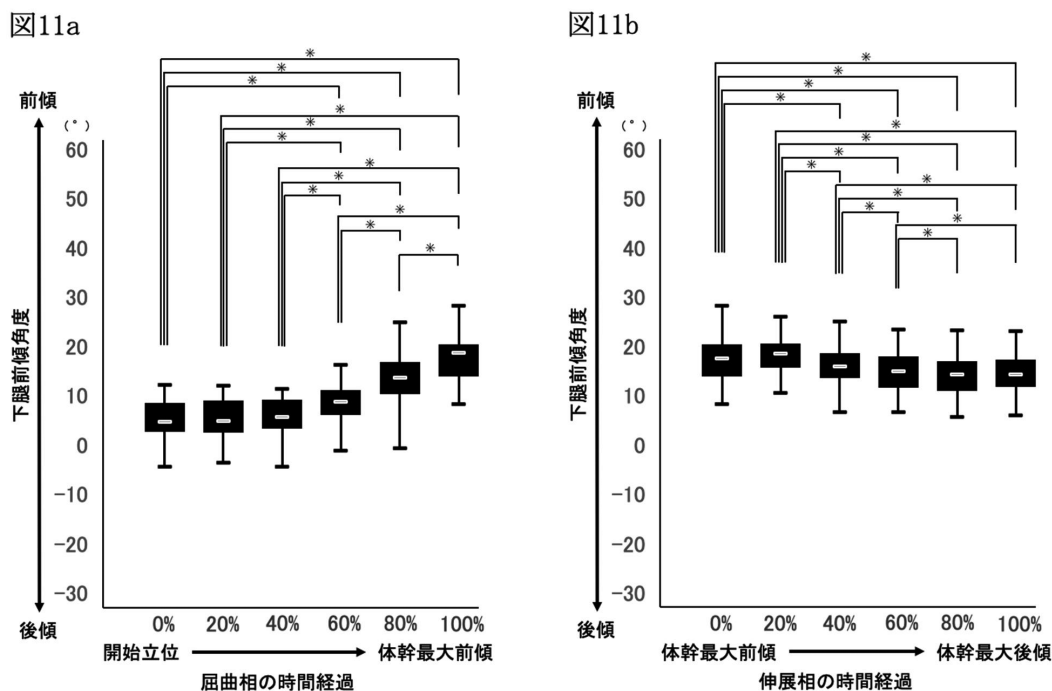 図11a
図11b
前傾
(°)
60
50
40
30
20
10
0
-10
-20
-30
後傾
下腿前傾角度
* * * * * * * * * * * *
0% 20% 40% 60% 80% 100%
開始立位 体幹最大前傾
屈曲相の時間経過
前傾
(°)
60
50
40
30
20
10
0
-10
-20
-30
後傾
下腿前傾角度
* * * * * * * * * * * * *
0% 20% 40% 60% 80% 100%
体幹最大前傾 体幹最大後傾
伸展相の時間経過